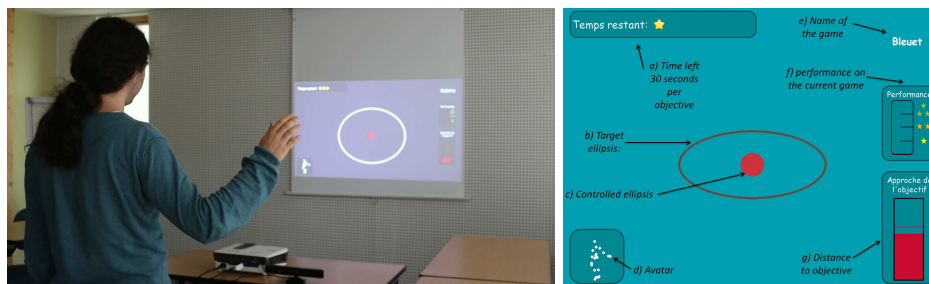 Temps restant:
a) Time left
30 seconds
per
objective
b) Target
ellipsis:
c) Controlled ellipsis
d) Avatar
e) Name of
the game
Bleuet
f) performance on
the current game
Performance
Approche de
l'objectif
g) Distance
to objective